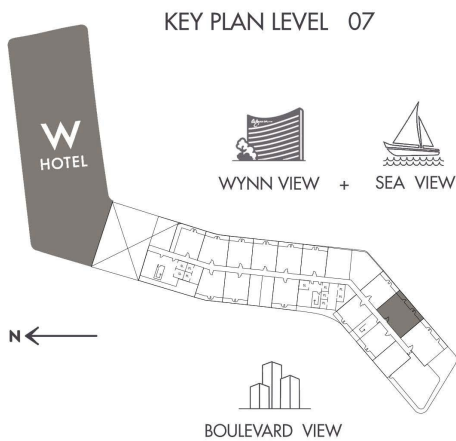 KEY PLAN LEVEL 07
W
HOTEL
WYNN VIEW + SEA VIEW
N
BOULEVARD VIEW